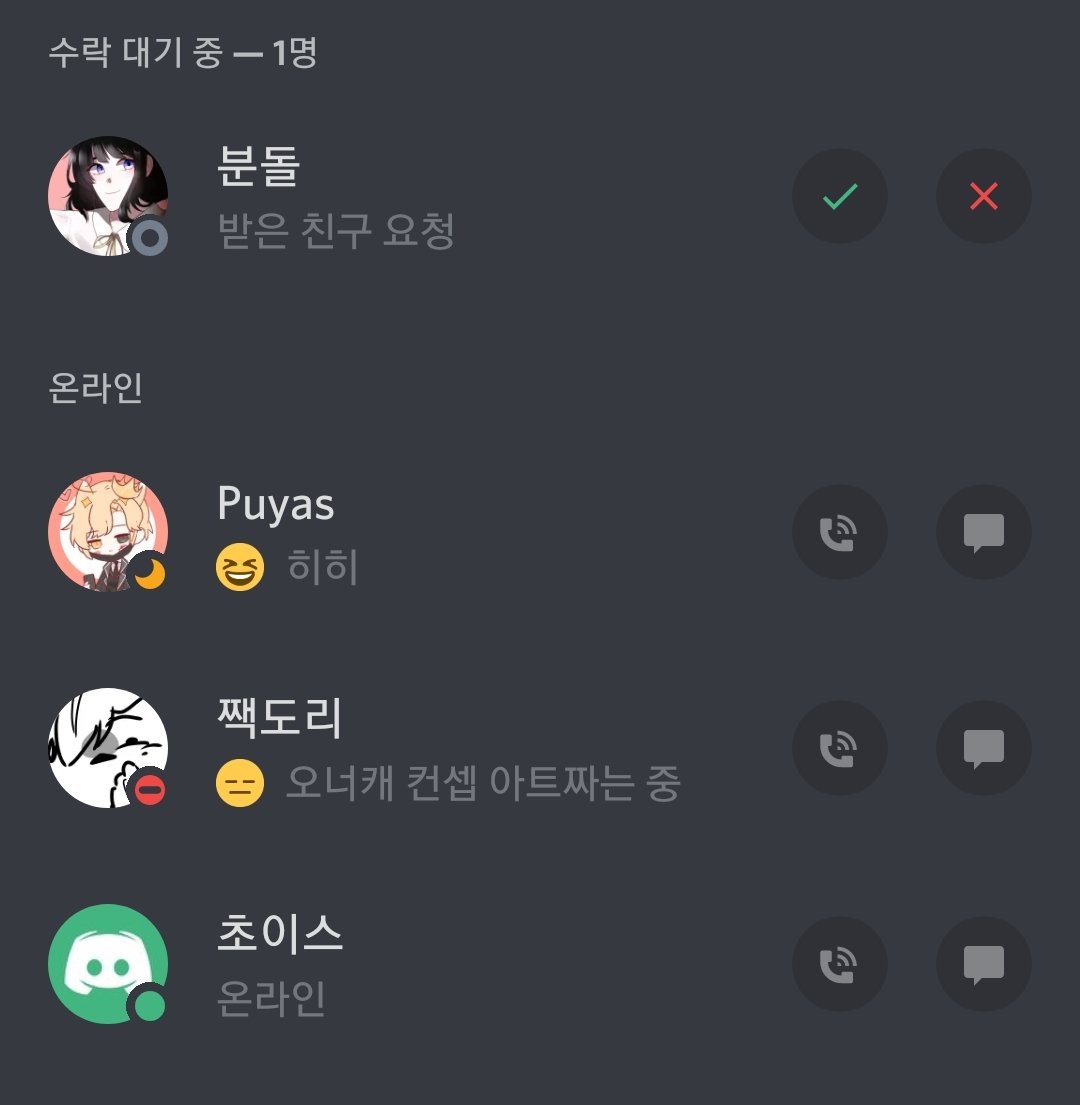 수락 대기 중 — 1명
분돌
받은 친구 요청
온라인
Puyas
😆 히히
짹도리
😑 오너캐 컨셉 아트짜는 중
초이스
온라인